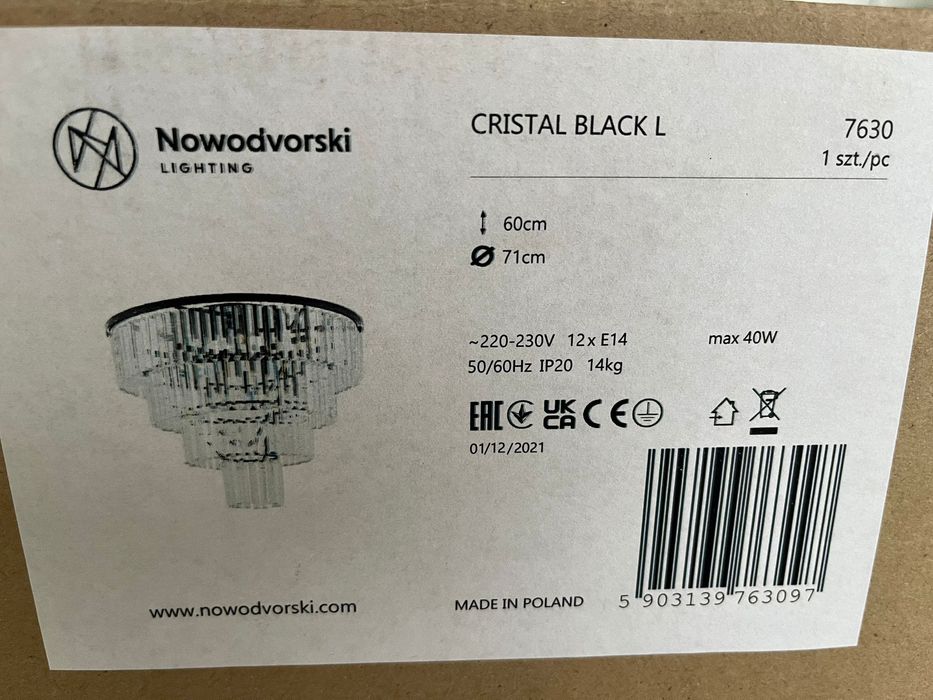 Nowodvorski
LIGHTING
CRISTAL BLACK L
7630
1 szt./pc
60cm
Ø 71cm
~220-230V 12x E14 max 40W
50/60Hz IP20 14kg
EAC UK CA CE
01/12/2021
www.nowodvorski.com
MADE IN POLAND
5 903139 763097